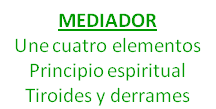 MEDIADOR
Une cuatro elementos
Principio espiritual
Tiroides y derrames